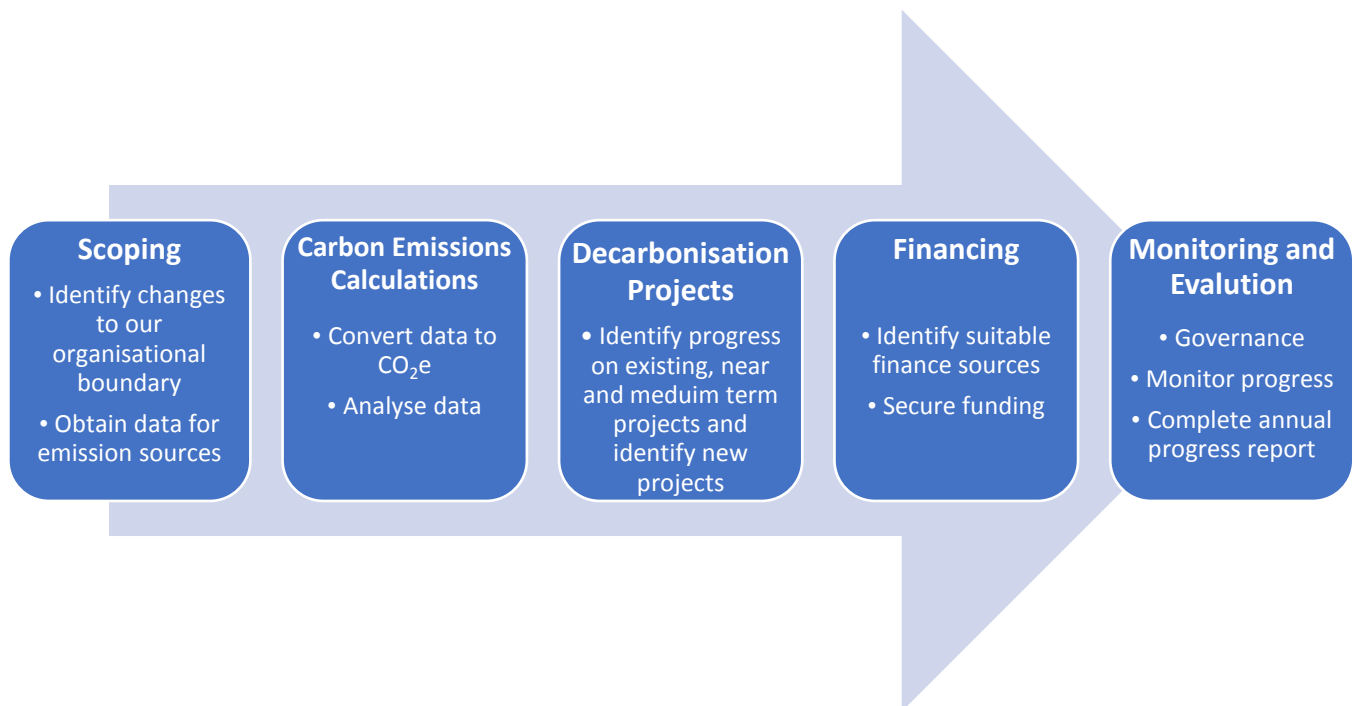 Scoping
• Identify changes
to our
organisational
boundary
• Obtain data for
emission sources
Carbon Emissions
Calculations
• Convert data to
CO₂e
• Analyse data
Decarbonisation
Projects
• Identify progress
on existing, near
and meduim term
projects and
identify new
projects
Financing
• Identify suitable
finance sources
• Secure funding
Monitoring and
Evalution
• Governance
• Monitor progress
• Complete annual
progress report